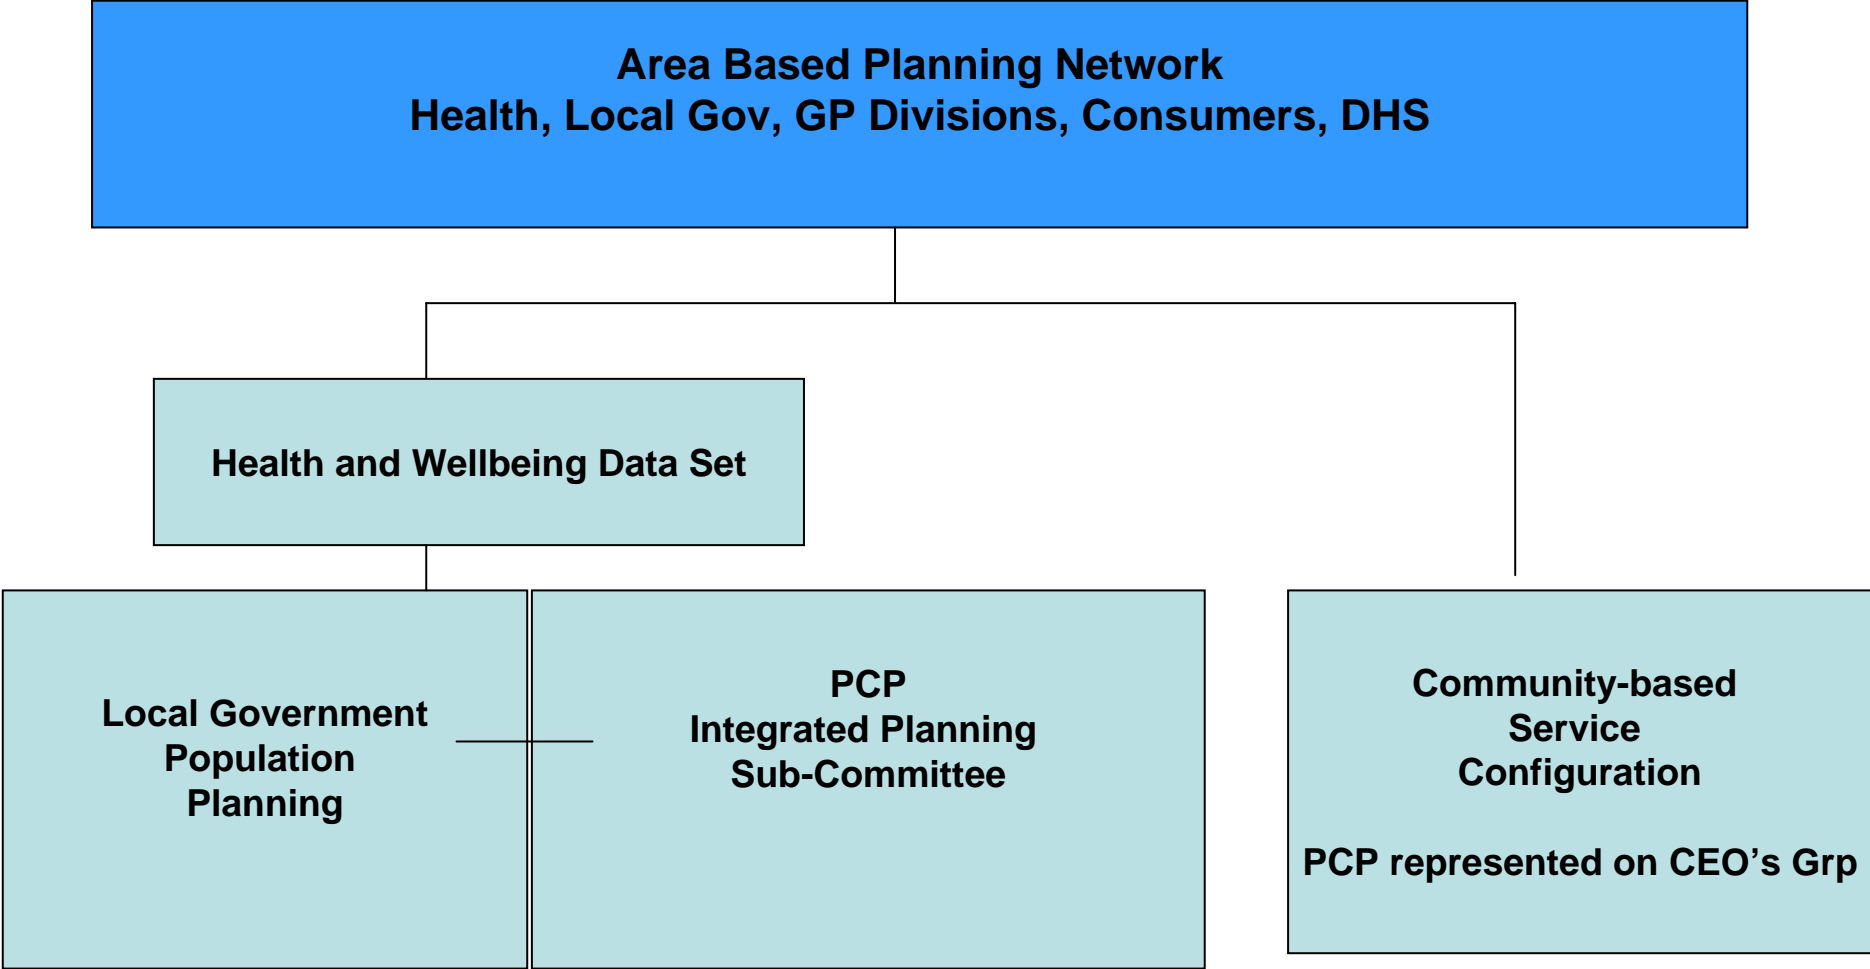 Area Based Planning Network
Health, Local Gov, GP Divisions, Consumers, DHS
Health and Wellbeing Data Set
Local Government
Population
Planning
PCP
Integrated Planning
Sub-Committee
Community-based
Service
Configuration
PCP represented on CEO’s Grp